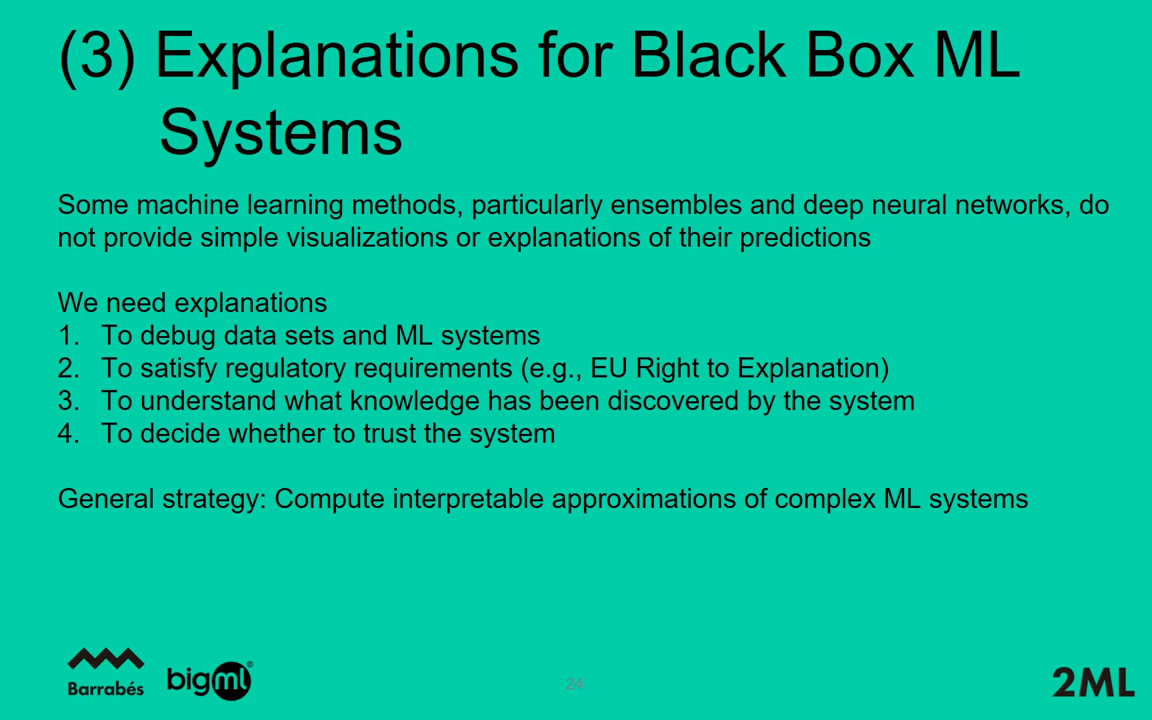 (3) Explanations for Black Box ML
Systems
Some machine learning methods, particularly ensembles and deep neural networks, do
not provide simple visualizations or explanations of their predictions
We need explanations
1. To debug data sets and ML systems
2. To satisfy regulatory requirements (e.g., EU Right to Explanation)
3. To understand what knowledge has been discovered by the system
4. To decide whether to trust the system
General strategy: Compute interpretable approximations of complex ML systems
Barrabés
bigml®
24
2ML